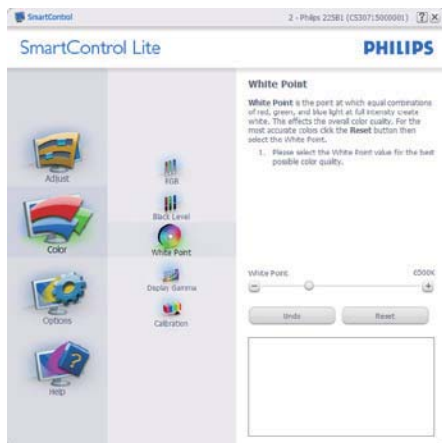 SmartControl
2 - Philips 225B1 (CS30715000001)
SmartControl Lite
PHILIPS
White Point
White Point is the point at which equal combinations
of red, green, and blue light at full intensity create
white. The effects the overall color quality. For the
most accurate colors click the Reset button then
select the White Point.
1. Please select the White Point value for the best
possible color quality.
Adjust
Color
Options
Help
RGB
Black Level
White Point
Display Gamma
Calibration
White Point
6500K
Undo
Reset